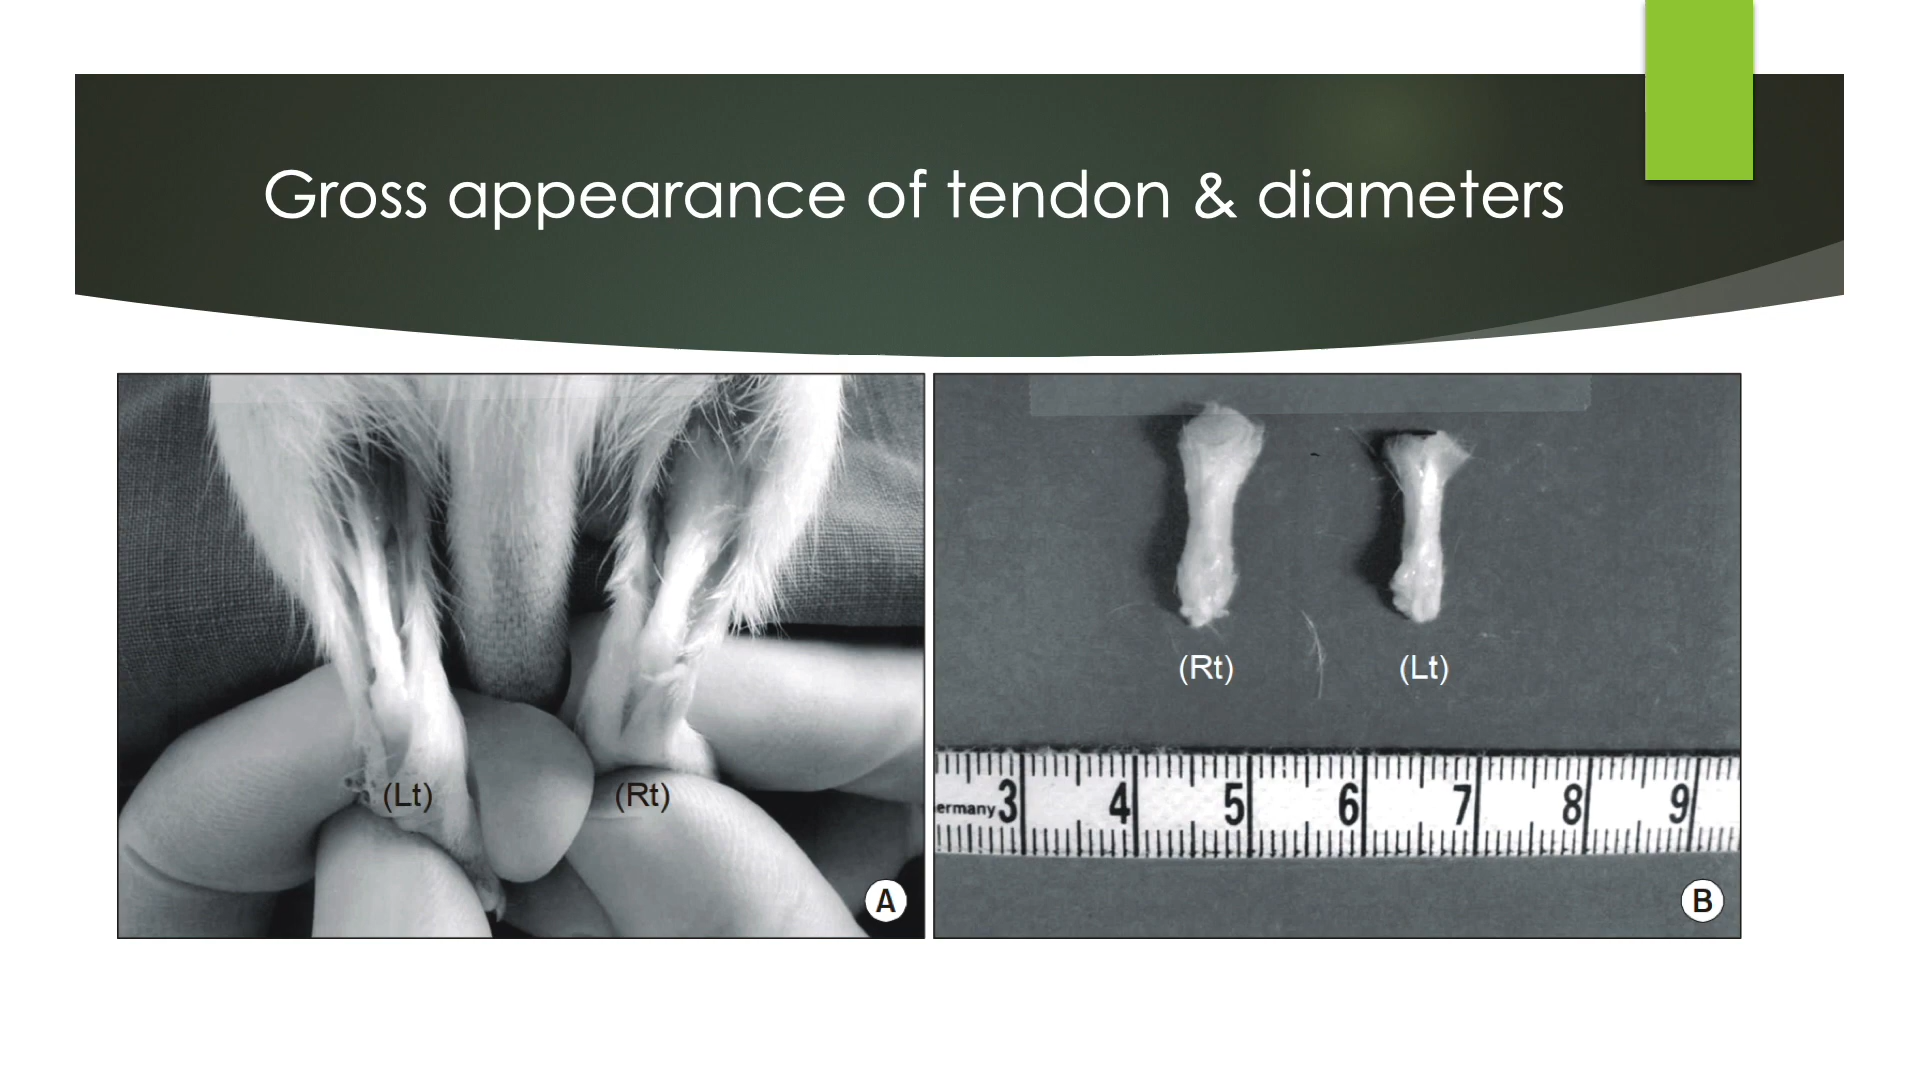 Gross appearance of tendon & diameters
(Lt)
(Rt)
A
(Rt)
(Lt)
ermany 3 4 5 6 7 8 9
B